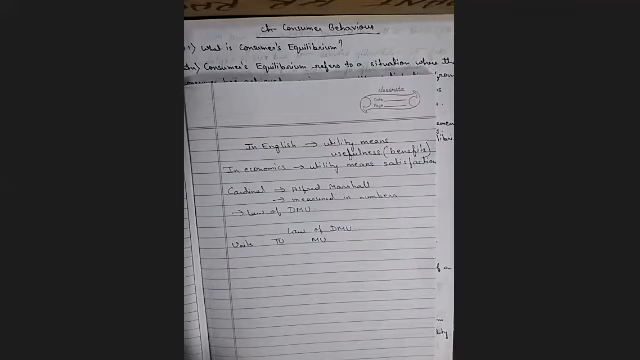 ch- Consumer Behaviour
What is Consumer's Equilibrium?
Consumer's Equilibrium refers to a situation where the
classmate
Date
Page
In English → utility means
usefulness (benefits)
In economics → utility means satisfaction
Cardinal → Alfred Marshall
→ measured in numbers
→ Law of DMU
Law of DMU
Units TU MU